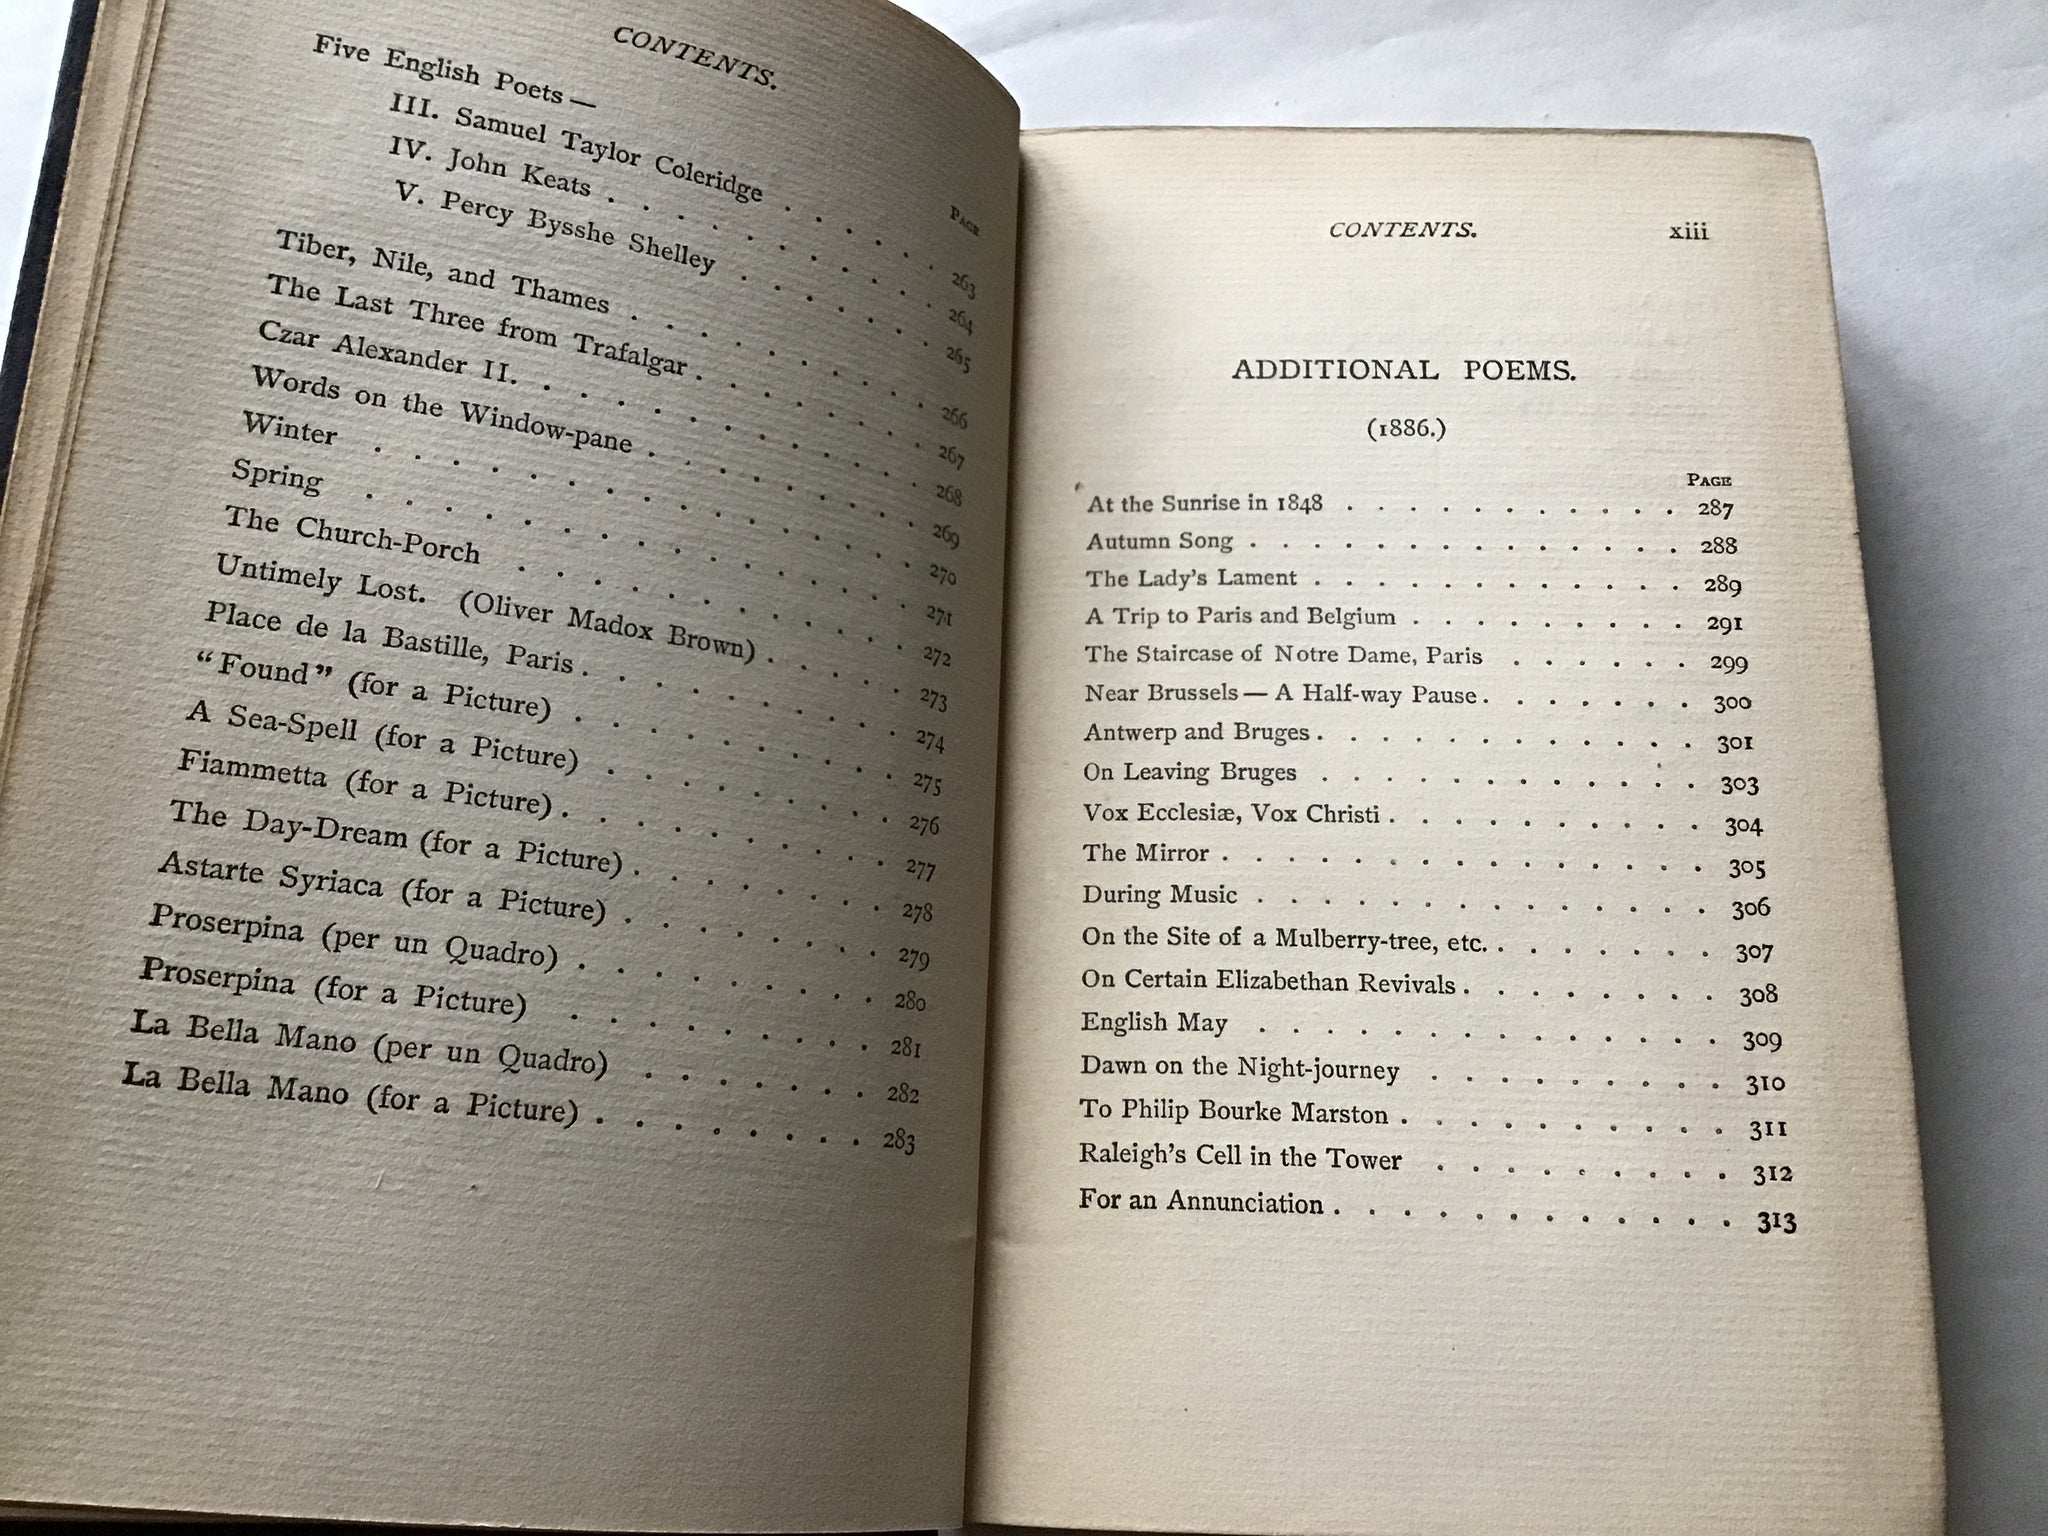 CONTENTS.
Page
Five English Poets—
III. Samuel Taylor Coleridge . . . . . . 263
IV. John Keats . . . . . . . . . . 264
V. Percy Bysshe Shelley . . . . . . . 265
Tiber, Nile, and Thames . . . . . . . . . 266
The Last Three from Trafalgar . . . . . . . 267
Czar Alexander II. . . . . . . . . . . 268
Words on the Window-pane . . . . . . . . 269
Winter . . . . . . . . . . . . . . 270
Spring . . . . . . . . . . . . . . 271
The Church-Porch . . . . . . . . . . 272
Untimely Lost. (Oliver Madox Brown) . . . . . 273
Place de la Bastille, Paris . . . . . . . . . 274
“Found” (for a Picture) . . . . . . . . . 275
A Sea-Spell (for a Picture) . . . . . . . . 276
Fiammetta (for a Picture) . . . . . . . . . 277
The Day-Dream (for a Picture) . . . . . . . 278
Astarte Syriaca (for a Picture) . . . . . . . 279
Proserpina (per un Quadro) . . . . . . . . 280
Proserpina (for a Picture) . . . . . . . . 281
La Bella Mano (per un Quadro) . . . . . . 282
La Bella Mano (for a Picture) . . . . . . . 283
CONTENTS. xiii
ADDITIONAL POEMS.
(1886.)
Page
At the Sunrise in 1848 . . . . . . . . . . . 287
Autumn Song . . . . . . . . . . . . . . 288
The Lady’s Lament . . . . . . . . . . . . 289
A Trip to Paris and Belgium . . . . . . . . . 291
The Staircase of Notre Dame, Paris . . . . . . 299
Near Brussels—A Half-way Pause . . . . . . . 300
Antwerp and Bruges . . . . . . . . . . . . 301
On Leaving Bruges . . . . . . . . . . . . 303
Vox Ecclesiæ, Vox Christi . . . . . . . . . . 304
The Mirror . . . . . . . . . . . . . . . 305
During Music . . . . . . . . . . . . . . 306
On the Site of a Mulberry-tree, etc. . . . . . . . 307
On Certain Elizabethan Revivals . . . . . . . . 308
English May . . . . . . . . . . . . . . 309
Dawn on the Night-journey . . . . . . . . . 310
To Philip Bourke Marston . . . . . . . . . . 311
Raleigh’s Cell in the Tower . . . . . . . . . 312
For an Annunciation . . . . . . . . . . . . 313